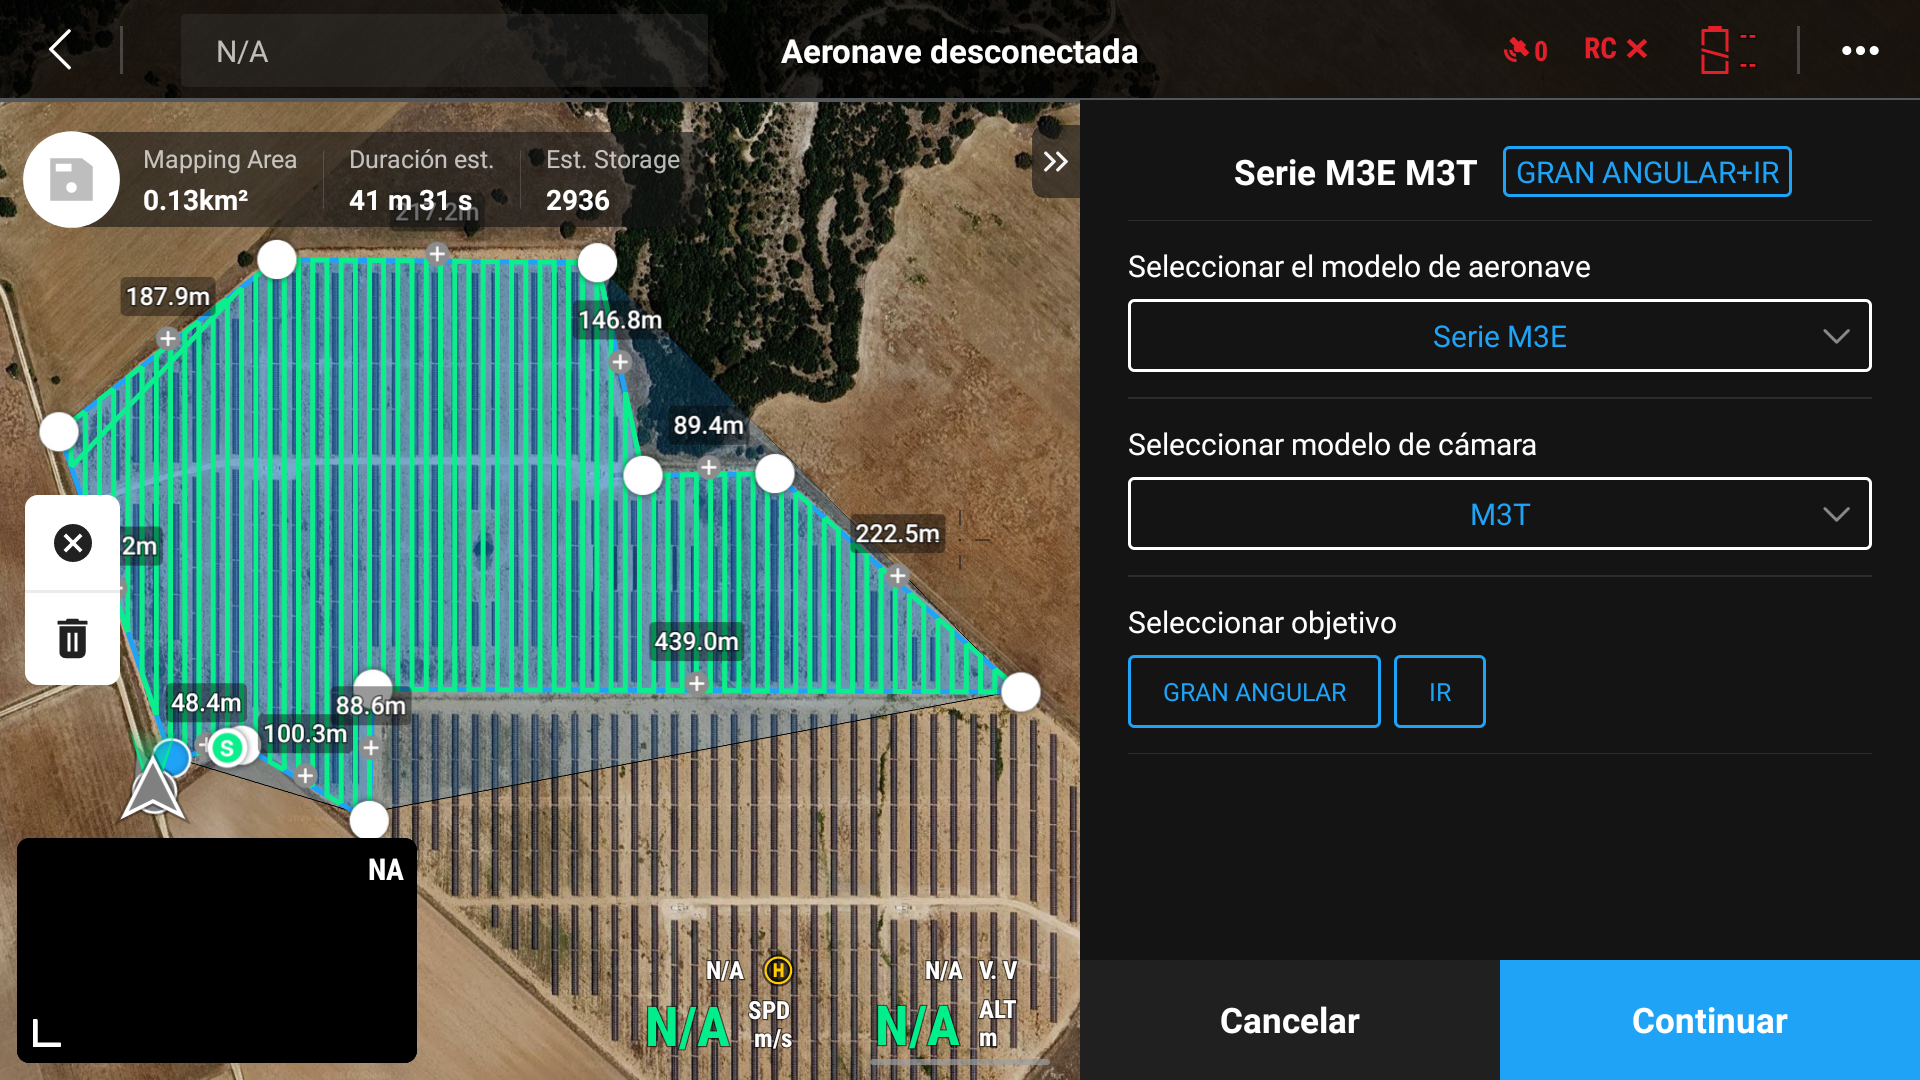 N/A
Aeronave desconectada
0
RC
--
--
Mapping Area
0.13km²
Duración est.
41 m 31 s
Est. Storage
2936
217.2m
187.9m
146.8m
89.4m
2m
222.5m
439.0m
48.4m
88.6m
100.3m
S
NA
N/A
H
N/A
V. V
N/A
SPD
m/s
N/A
ALT
m
Serie M3E M3T
GRAN ANGULAR+IR
Seleccionar el modelo de aeronave
Serie M3E
Seleccionar modelo de cámara
M3T
Seleccionar objetivo
GRAN ANGULAR
IR
Cancelar
Continuar